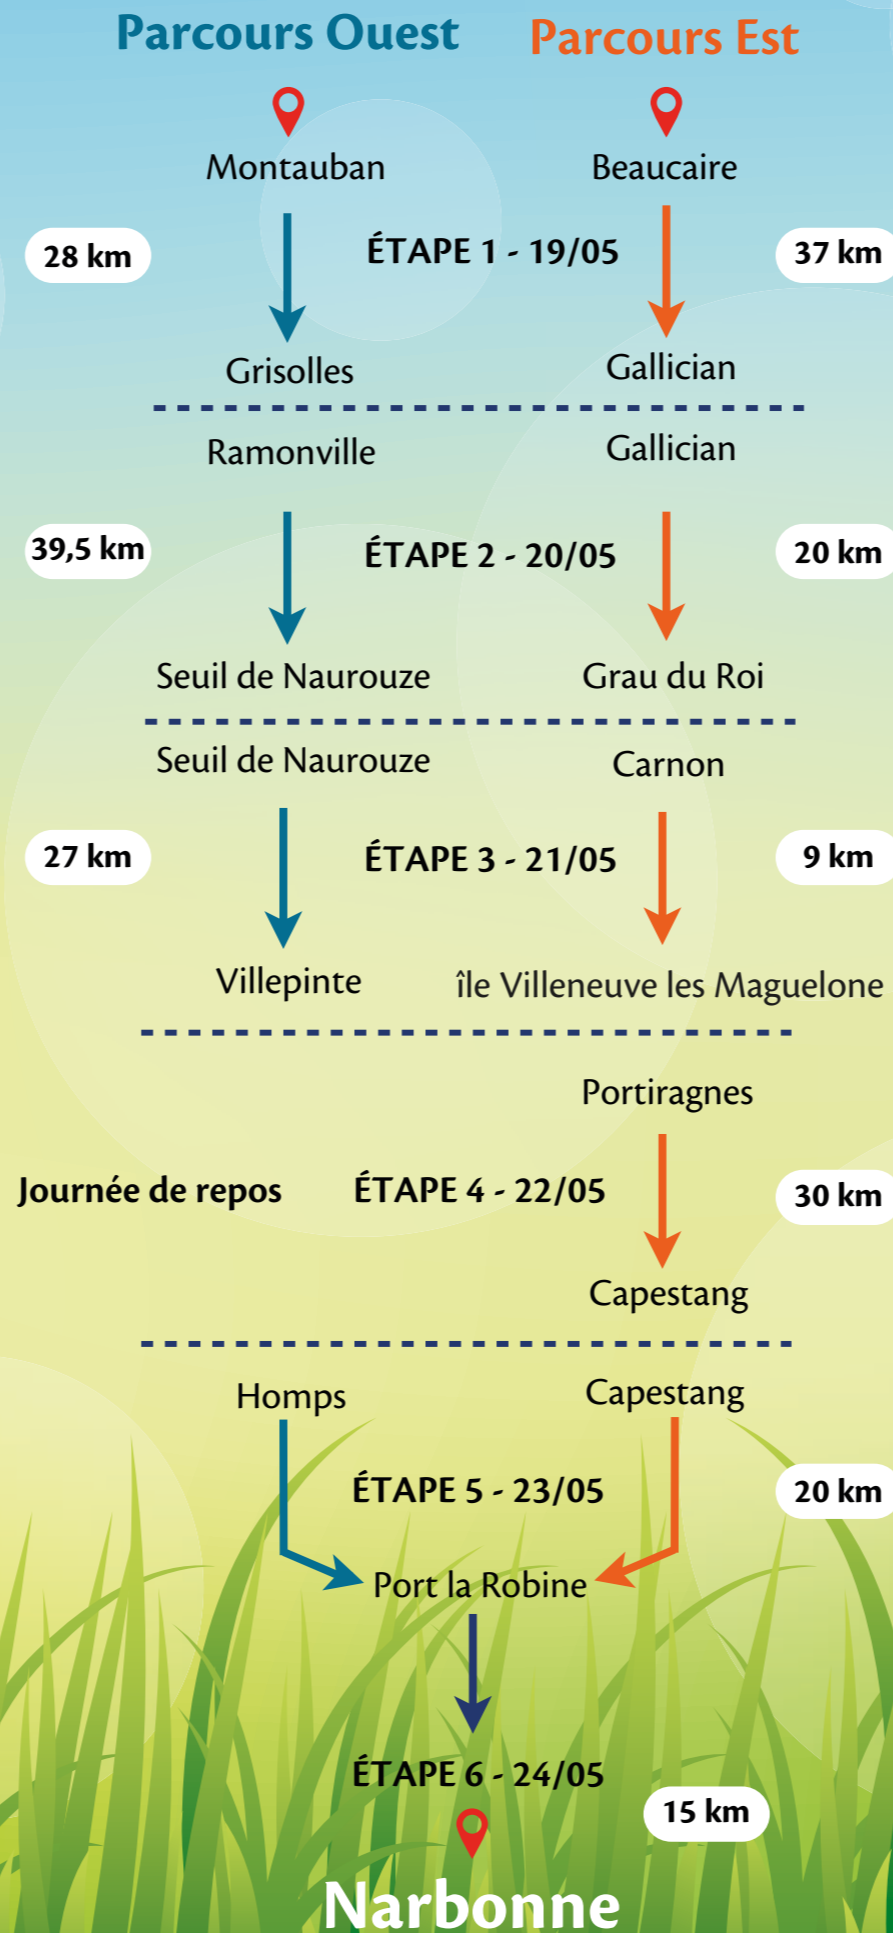 Parcours Ouest Parcours Est
Montauban Beaucaire
28 km ÉTAPE 1 - 19/05 37 km
Grisolles Gallician
Ramonville Gallician
39,5 km ÉTAPE 2 - 20/05 20 km
Seuil de Naurouze Grau du Roi
Seuil de Naurouze Carnon
27 km ÉTAPE 3 - 21/05 9 km
Villepinte île Villeneuve les Maguelone
Portiragnes
Journée de repos ÉTAPE 4 - 22/05 30 km
Capestang
Homps Capestang
ÉTAPE 5 - 23/05 20 km
Port la Robine
ÉTAPE 6 - 24/05
15 km
Narbonne